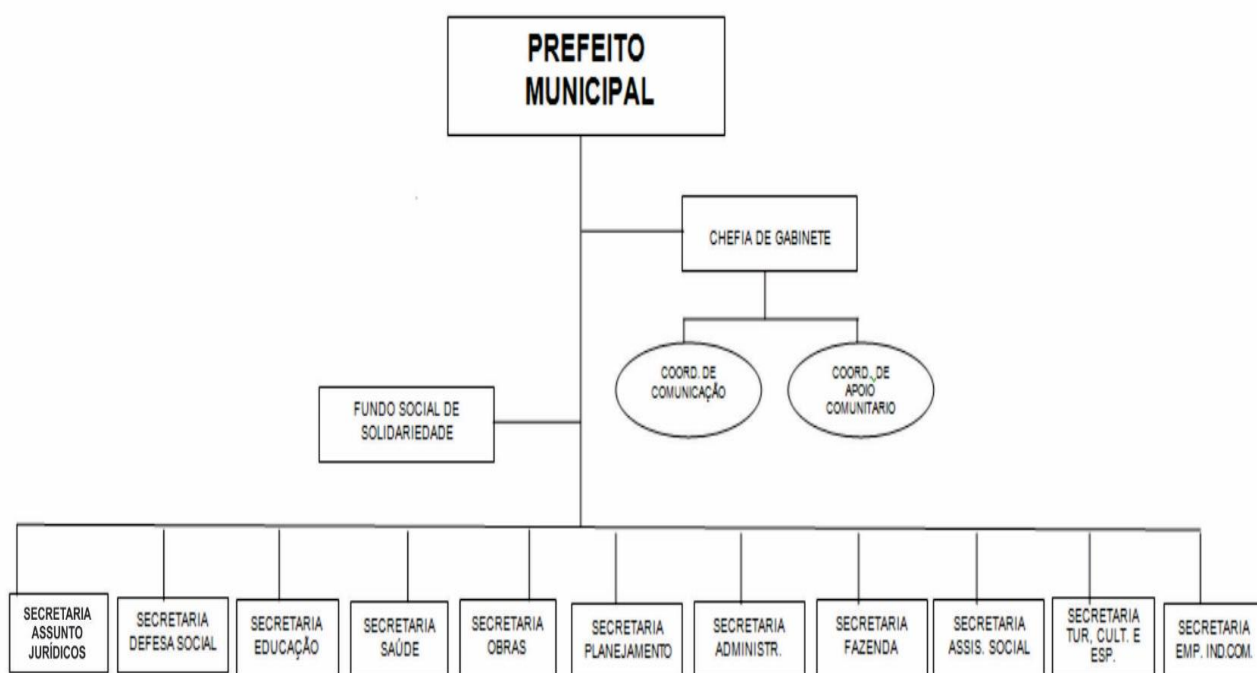 PREFEITO
MUNICIPAL
CHEFIA DE GABINETE
COORD. DE
COMUNICAÇÃO
COORD. DE
APOIO
COMUNITARIO
FUNDO SOCIAL DE
SOLIDARIEDADE
SECRETARIA
ASSUNTO
JURÍDICOS
SECRETARIA
DEFESA SOCIAL
SECRETARIA
EDUCAÇÃO
SECRETARIA
SAÚDE
SECRETARIA
OBRAS
SECRETARIA
PLANEJAMENTO
SECRETARIA
ADMINISTR.
SECRETARIA
FAZENDA
SECRETARIA
ASSIS. SOCIAL
SECRETARIA
TUR, CULT. E
ESP.
SECRETARIA
EMP. IND.COM.